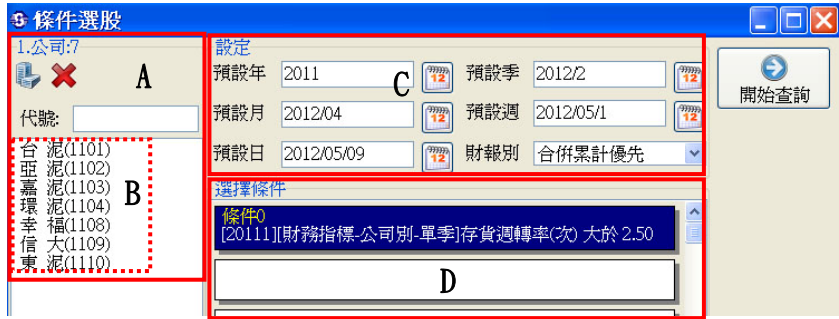 條件選股
1.公司:7
A
代號:
台 泥(1101)
亞 泥(1102)
嘉 泥(1103)
環 泥(1104)
幸 福(1108)
信 大(1109)
東 泥(1110)
B
設定
預設年 2011 12 預設季 2012/2 12
C
預設月 2012/04 12 預設週 2012/05/1 12
預設日 2012/05/09 12 財報別 合併累計優先
選擇條件
條件0
[20111][財務指標-公司別-單季]存貨週轉率(次) 大於 2.50
D
開始查詢